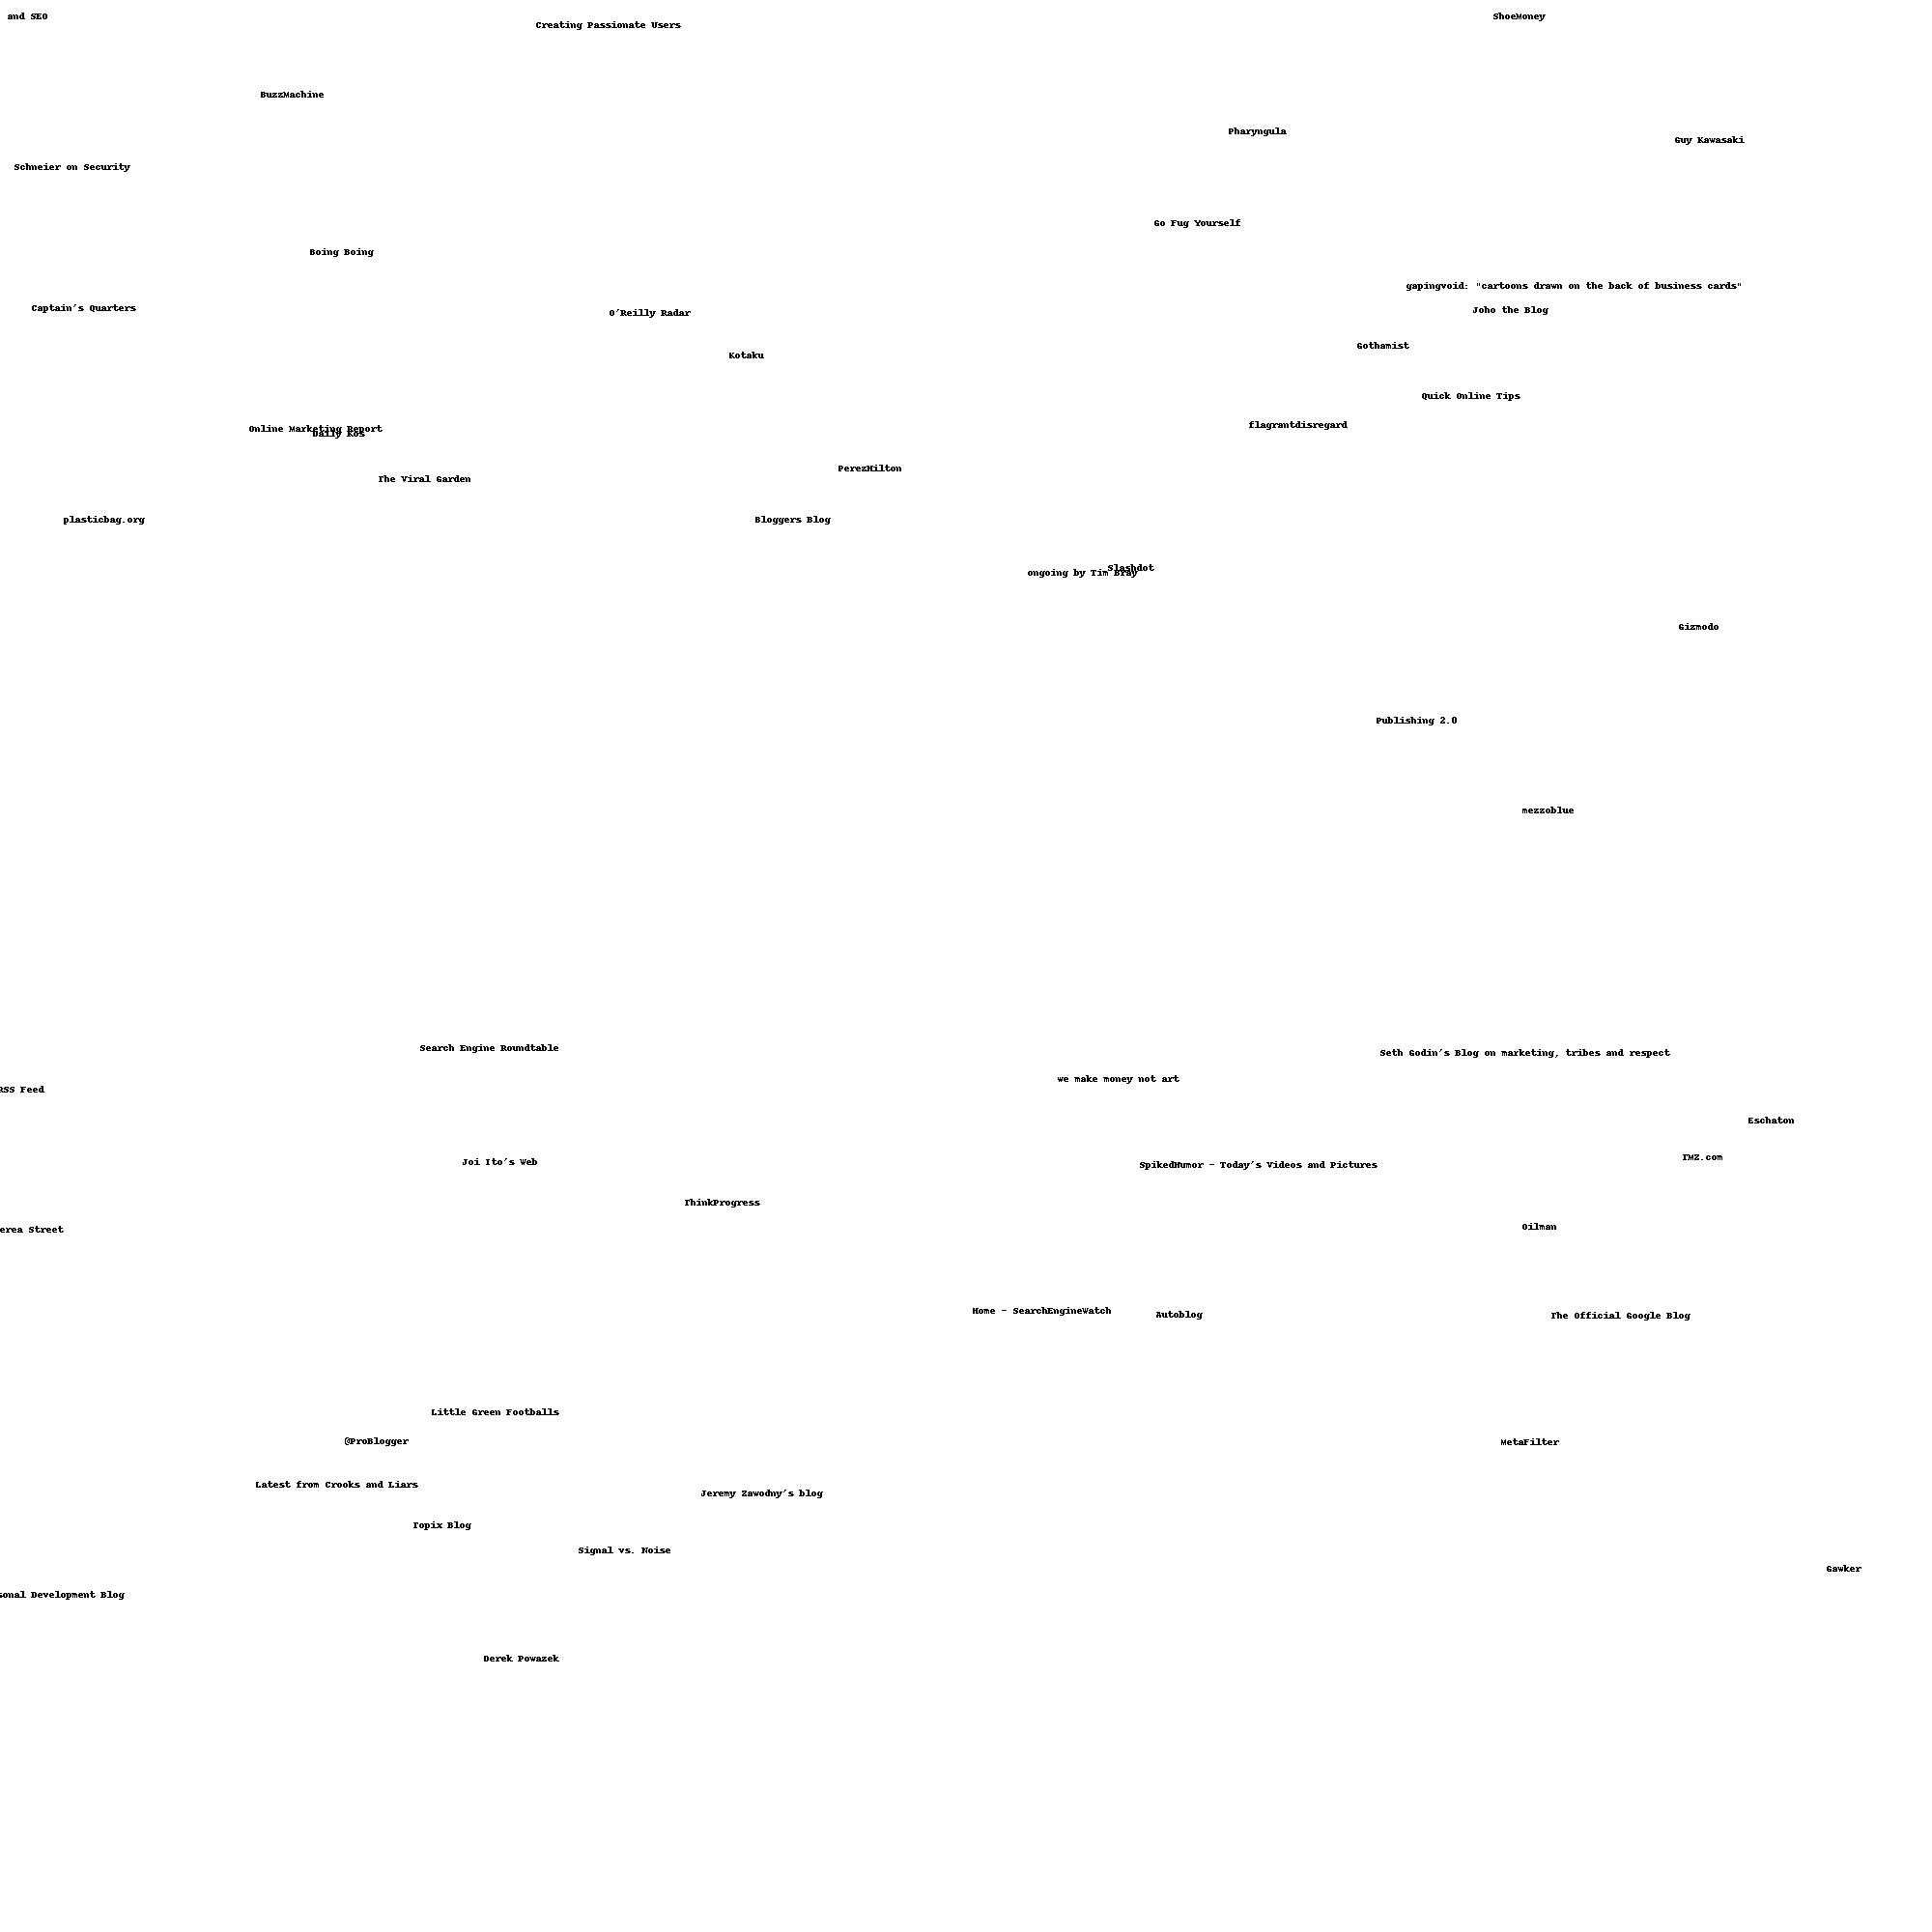 and SEO
ShoeMoney
Creating Passionate Users
BuzzMachine
Pharyngula
Guy Kawasaki
Schneier on Security
Go Fug Yourself
Boing Boing
gapingvoid: "cartoons drawn on the back of business cards"
Captain's Quarters
Joho the Blog
O'Reilly Radar
Gothamist
Kotaku
Quick Online Tips
flagrantdisregard
Online Marketing Report
Daily Kos
PerezHilton
The Viral Garden
plasticbag.org
Bloggers Blog
Slashdot
ongoing by Tim Bray
Gizmodo
Publishing 2.0
mezzoblue
Search Engine Roundtable
Seth Godin's Blog on marketing, tribes and respect
we make money not art
RSS Feed
Eschaton
TMZ.com
Joi Ito's Web
SpikedHumor - Today's Videos and Pictures
ThinkProgress
Oilman
erea Street
Home - SearchEngineWatch
Autoblog
The Official Google Blog
Little Green Footballs
@ProBlogger
MetaFilter
Latest from Crooks and Liars
Jeremy Zawodny's blog
Topix Blog
Signal vs. Noise
Gawker
sonal Development Blog
Derek Powazek